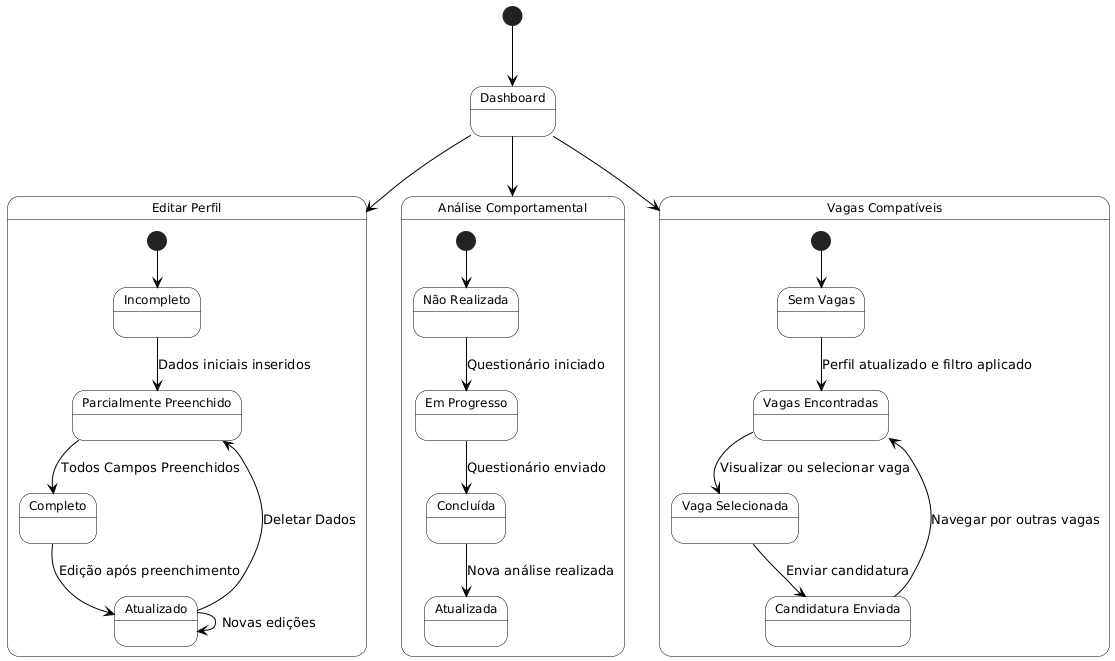 Dashboard
Editar Perfil
Incompleto
Dados iniciais inseridos
Parcialmente Preenchido
Todos Campos Preenchidos
Completo
Deletar Dados
Edição após preenchimento
Atualizado
Novas edições
Análise Comportamental
Não Realizada
Questionário iniciado
Em Progresso
Questionário enviado
Concluída
Nova análise realizada
Atualizada
Vagas Compatíveis
Sem Vagas
Perfil atualizado e filtro aplicado
Vagas Encontradas
Visualizar ou selecionar vaga
Vaga Selecionada
Navegar por outras vagas
Enviar candidatura
Candidatura Enviada